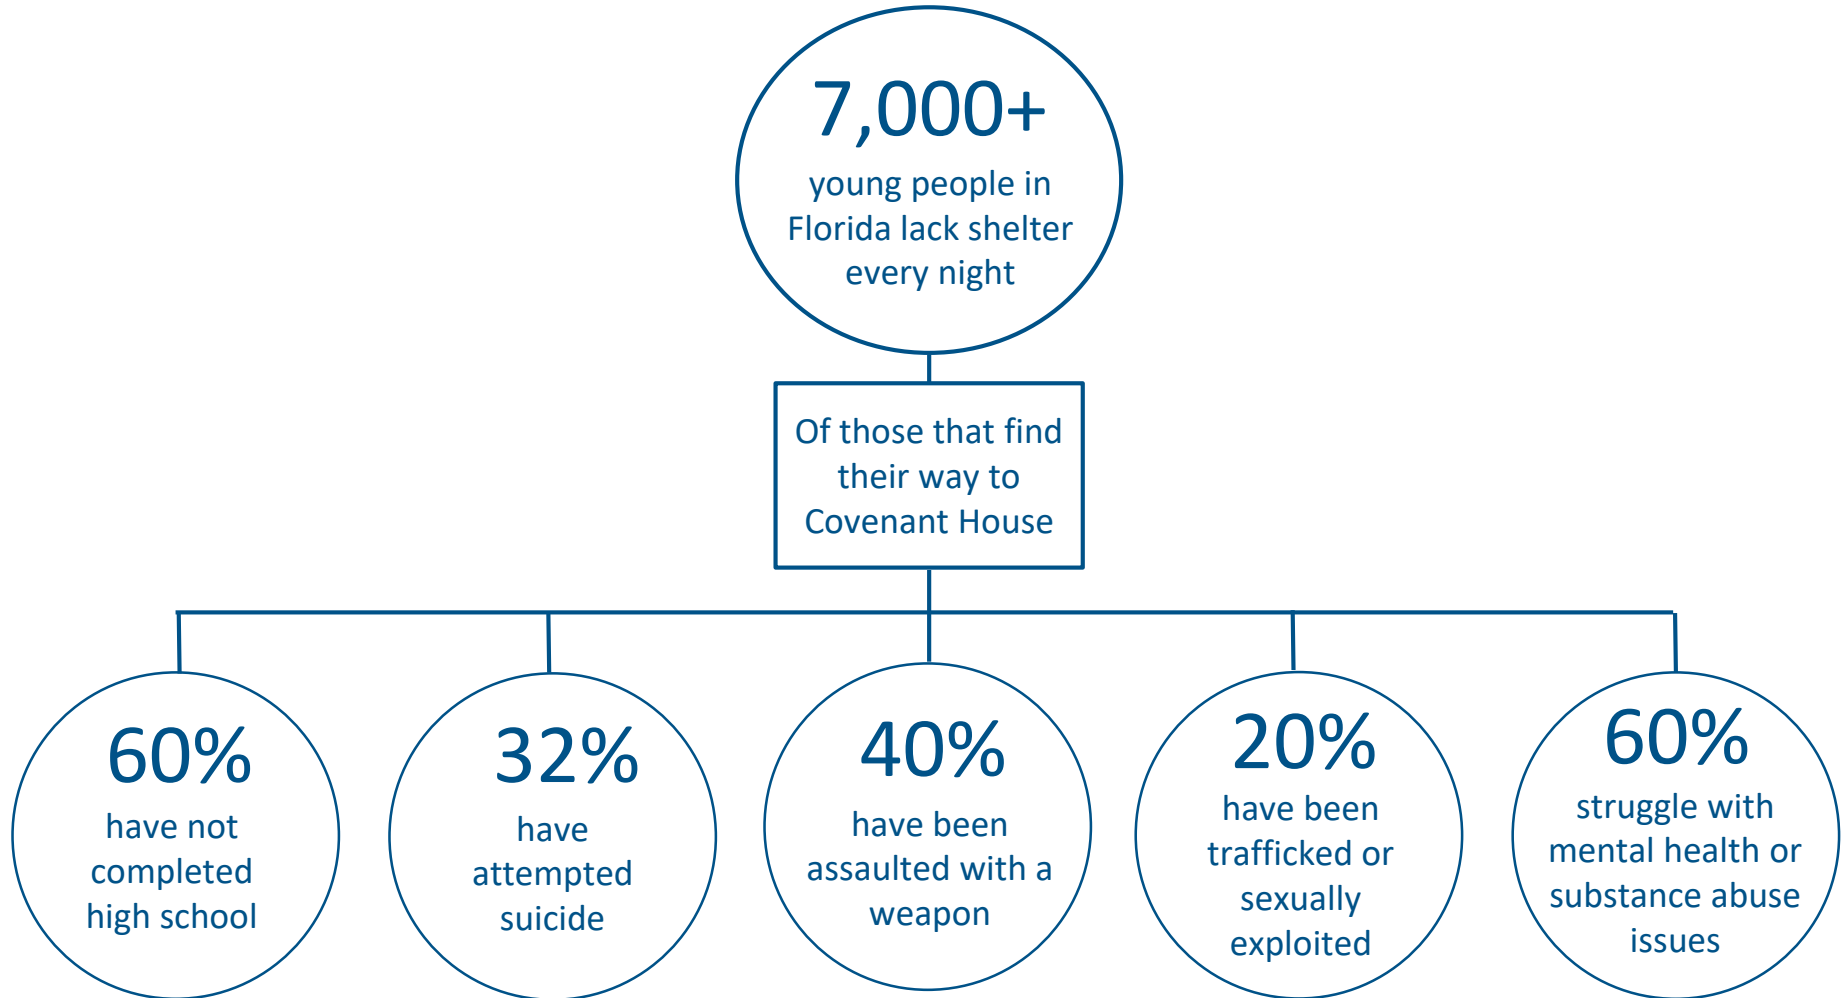 7,000+
young people in
Florida lack shelter
every night
Of those that find
their way to
Covenant House
60%
have not
completed
high school
32%
have
attempted
suicide
40%
have been
assaulted with a
weapon
20%
have been
trafficked or
sexually
exploited
60%
struggle with
mental health or
substance abuse
issues